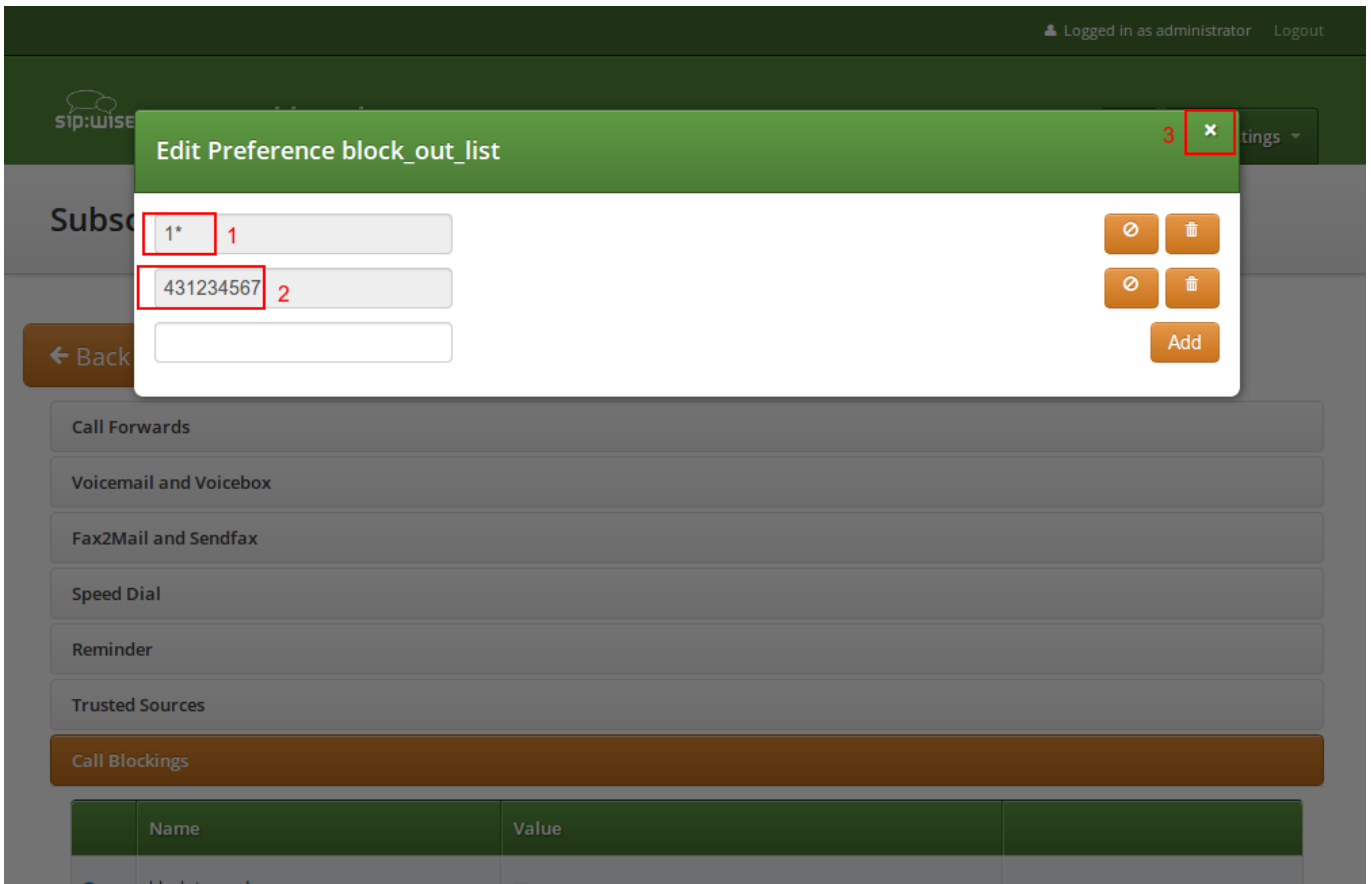 Logged in as administrator Logout
sip:wise
Edit Preference block_out_list
3 × tings
Subsc
1* 1
431234567 2
← Back
Add
Call Forwards
Voicemail and Voicebox
Fax2Mail and Sendfax
Speed Dial
Reminder
Trusted Sources
Call Blockings
Name Value